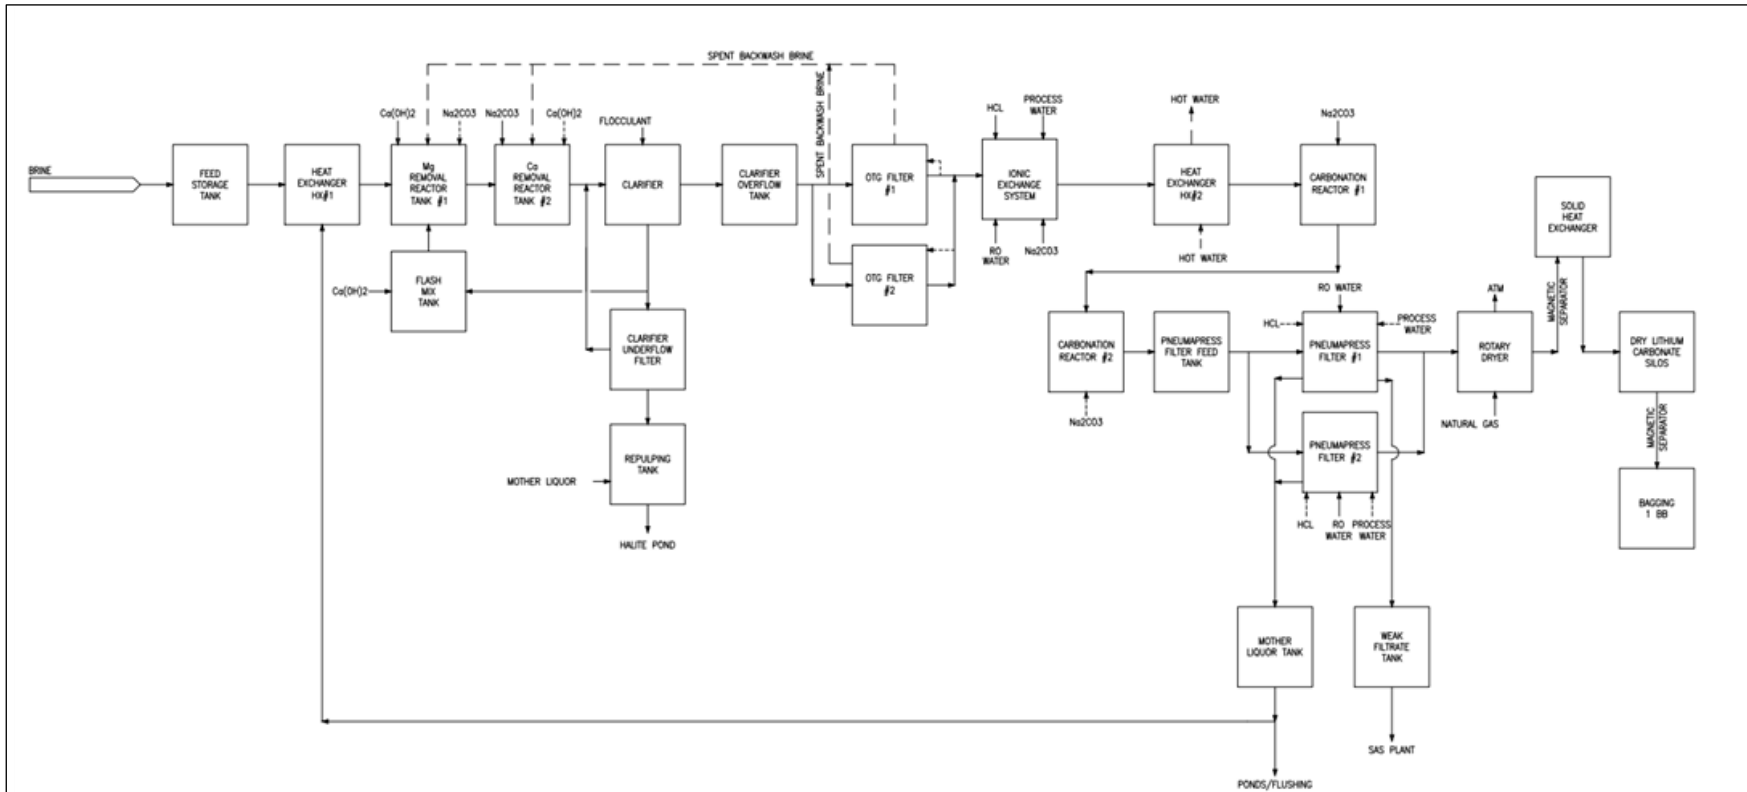 SPENT BACKWASH BRINE
SPENT BACKWASH BRINE
Ca(OH)2
Na2CO3
Na2CO3
Ca(OH)2
FLOCCULANT
HCL
PROCESS
WATER
HOT WATER
Na2CO3
BRINE
FEED
STORAGE
TANK
HEAT
EXCHANGER
HX#1
Mg
REMOVAL
REACTOR
TANK #1
Ca
REMOVAL
REACTOR
TANK #2
CLARIFIER
CLARIFIER
OVERFLOW
TANK
OTG FILTER
#1
IONIC
EXCHANGE
SYSTEM
HEAT
EXCHANGER
HX#2
CARBONATION
REACTOR #1
SOLID
HEAT
EXCHANGER
RO
WATER
Na2CO3
HOT WATER
Ca(OH)2
FLASH
MIX
TANK
OTG FILTER
#2
RO WATER
ATM
MAGNETIC
SEPARATOR
HCL
PROCESS
WATER
CLARIFIER
UNDERFLOW
FILTER
CARBONATION
REACTOR #2
PNEUMAPRESS
FILTER FEED
TANK
PNEUMAPRESS
FILTER #1
ROTARY
DRYER
DRY LITHIUM
CARBONATE
SILOS
Na2CO3
NATURAL GAS
MAGNETIC
SEPARATOR
REPULPING
TANK
MOTHER LIQUOR
PNEUMAPRESS
FILTER #2
BAGGING
1 BB
HCL
RO
WATER
PROCESS
WATER
HALITE POND
MOTHER
LIQUOR TANK
WEAK
FILTRATE
TANK
SAS PLANT
PONDS/FLUSHING